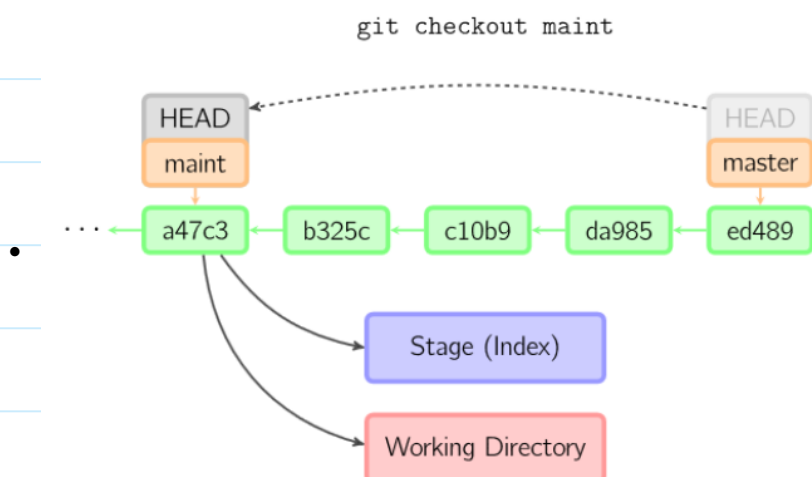 git checkout maint
HEAD HEAD
maint master
... a47c3 b325c c10b9 da985 ed489
Stage (Index)
Working Directory